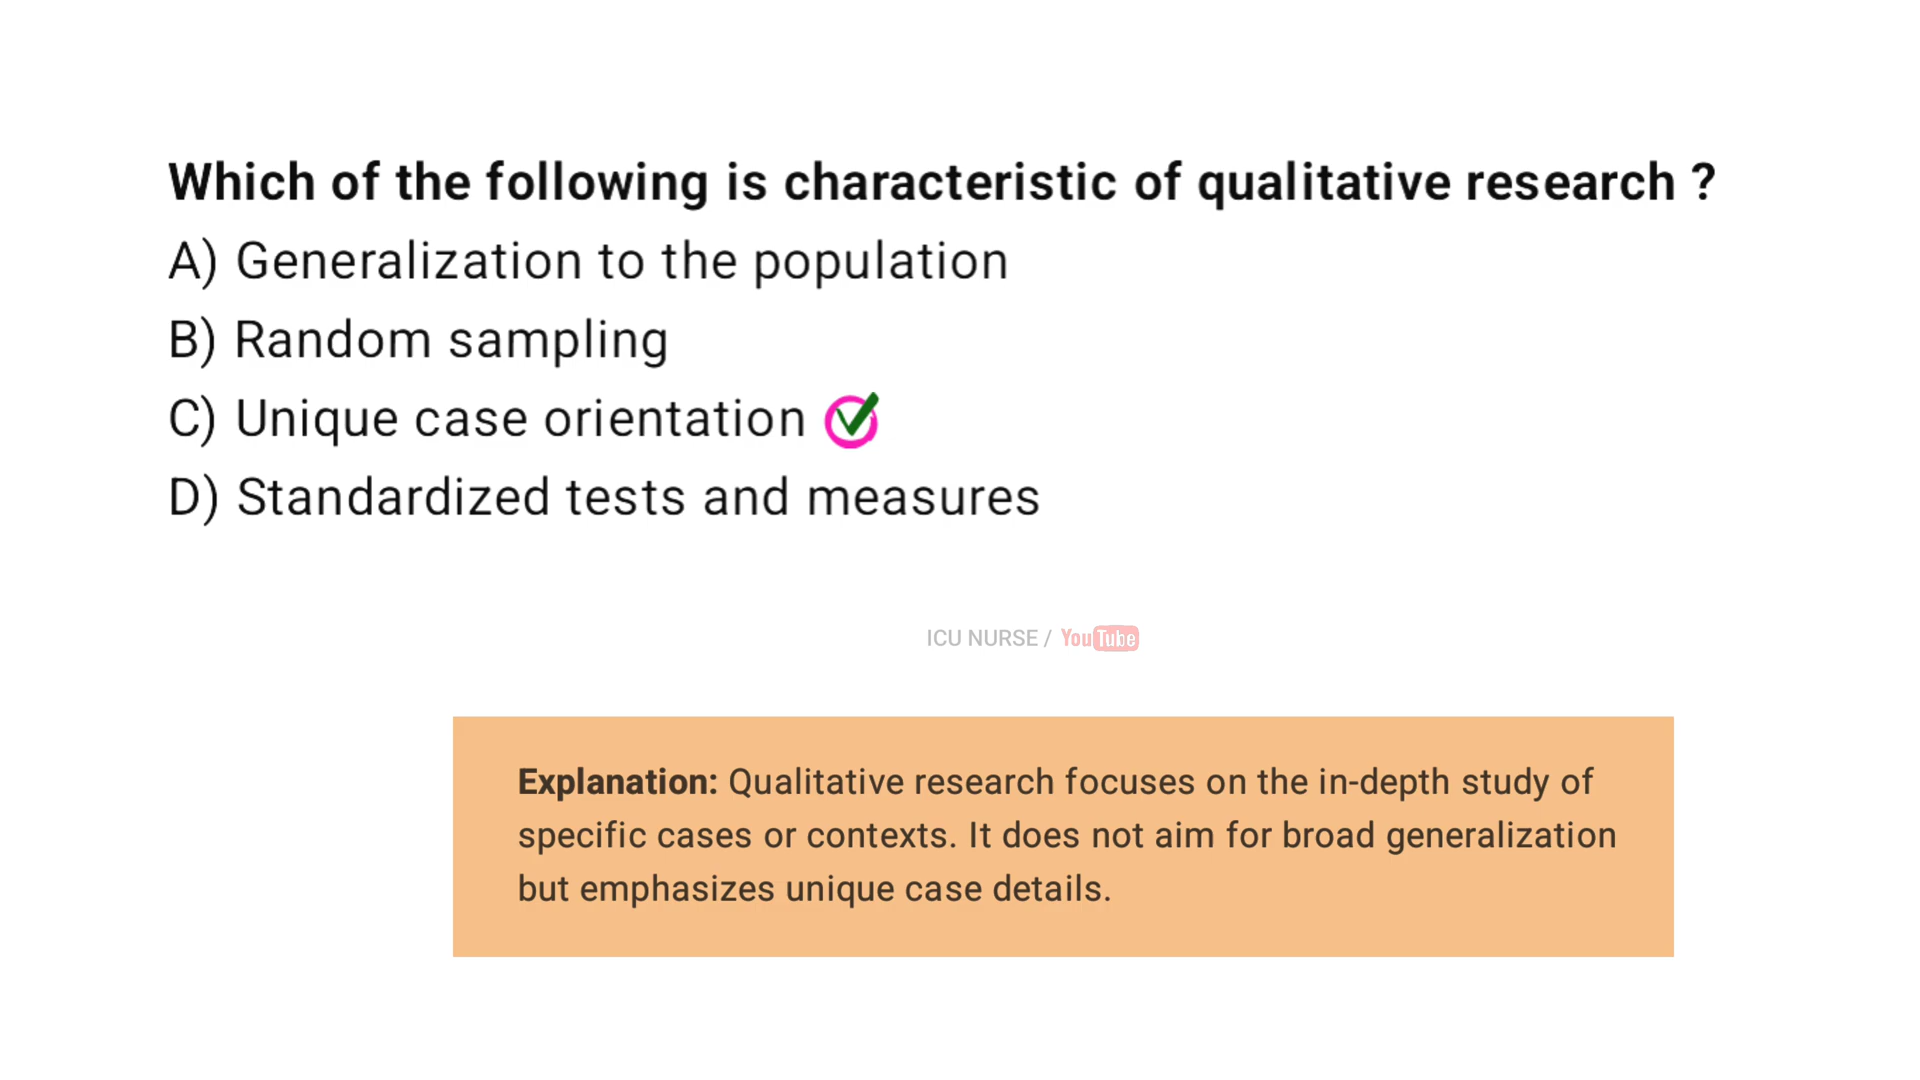 Which of the following is characteristic of qualitative research ?
A) Generalization to the population
B) Random sampling
C) Unique case orientation
D) Standardized tests and measures
ICU NURSE / YouTube
Explanation: Qualitative research focuses on the in-depth study of
specific cases or contexts. It does not aim for broad generalization
but emphasizes unique case details.